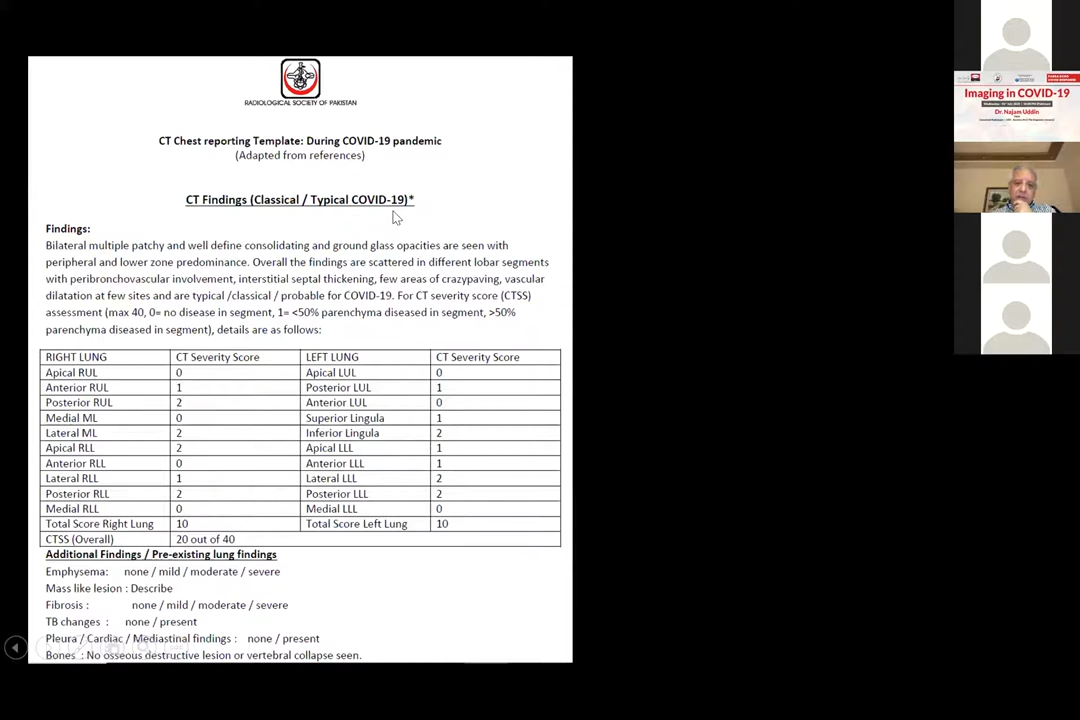 RADIOLOGICAL SOCIETY OF PAKISTAN
CT Chest reporting Template: During COVID-19 pandemic
(Adapted from references)
CT Findings (Classical / Typical COVID-19)*
Findings:
Bilateral multiple patchy and well define consolidating and ground glass opacities are seen with
peripheral and lower zone predominance. Overall the findings are scattered in different lobar segments
with peribronchovascular involvement, interstitial septal thickening, few areas of crazypaving, vascular
dilatation at few sites and are typical /classical / probable for COVID-19. For CT severity score (CTSS)
assessment (max 40, 0= no disease in segment, 1= <50% parenchyma diseased in segment, >50%
parenchyma diseased in segment), details are as follows:
RIGHT LUNG CT Severity Score LEFT LUNG CT Severity Score
Apical RUL 0 Apical LUL 0
Anterior RUL 1 Posterior LUL 1
Posterior RUL 2 Anterior LUL 0
Medial ML 0 Superior Lingula 1
Lateral ML 2 Inferior Lingula 2
Apical RLL 2 Apical LLL 1
Anterior RLL 0 Anterior LLL 1
Lateral RLL 1 Lateral LLL 2
Posterior RLL 2 Posterior LLL 2
Medial RLL 0 Medial LLL 0
Total Score Right Lung 10 Total Score Left Lung 10
CTSS (Overall) 20 out of 40
Additional Findings / Pre-existing lung findings
Emphysema: none / mild / moderate / severe
Mass like lesion : Describe
Fibrosis : none / mild / moderate / severe
TB changes : none / present
Pleura / Cardiac / Mediastinal findings : none / present
Bones : No osseous destructive lesion or vertebral collapse seen.
Imaging in COVID-19
Dr. Najam Uddin